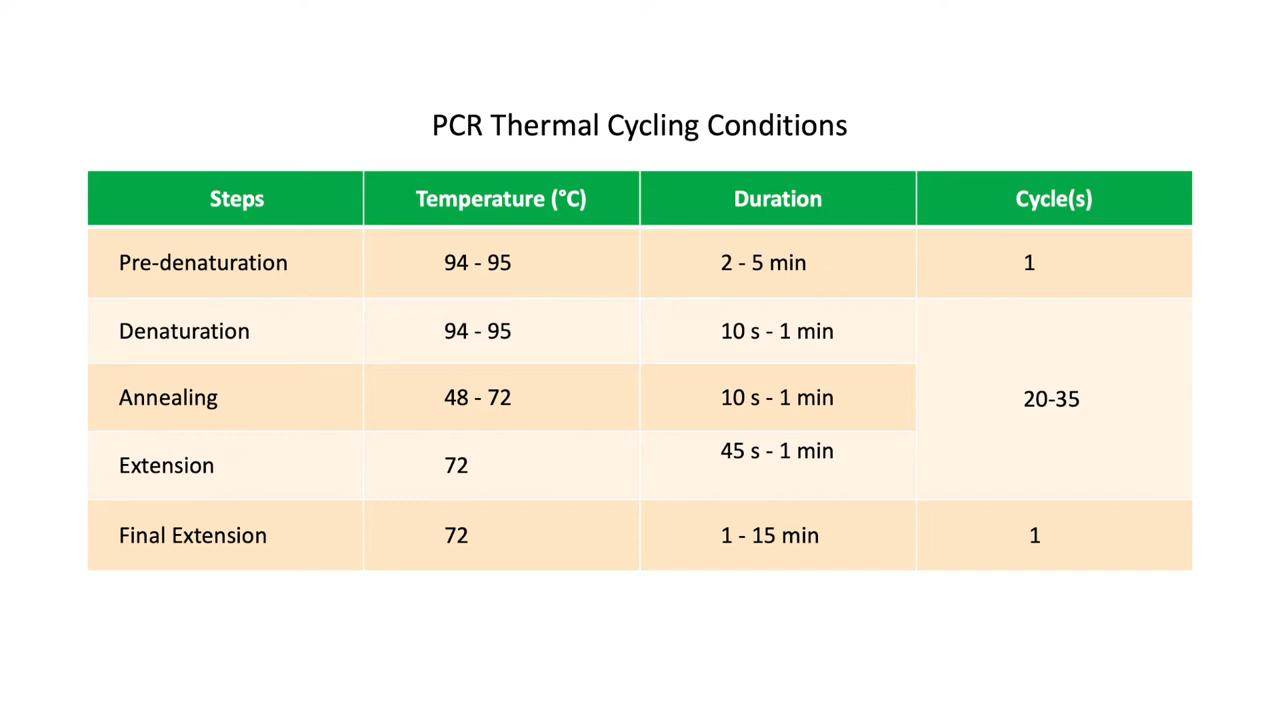 PCR Thermal Cycling Conditions
Steps Temperature (°C) Duration Cycle(s)
Pre-denaturation 94 - 95 2 - 5 min 1
Denaturation 94 - 95 10 s - 1 min
Annealing 48 - 72 10 s - 1 min 20-35
Extension 72 45 s - 1 min
Final Extension 72 1 - 15 min 1